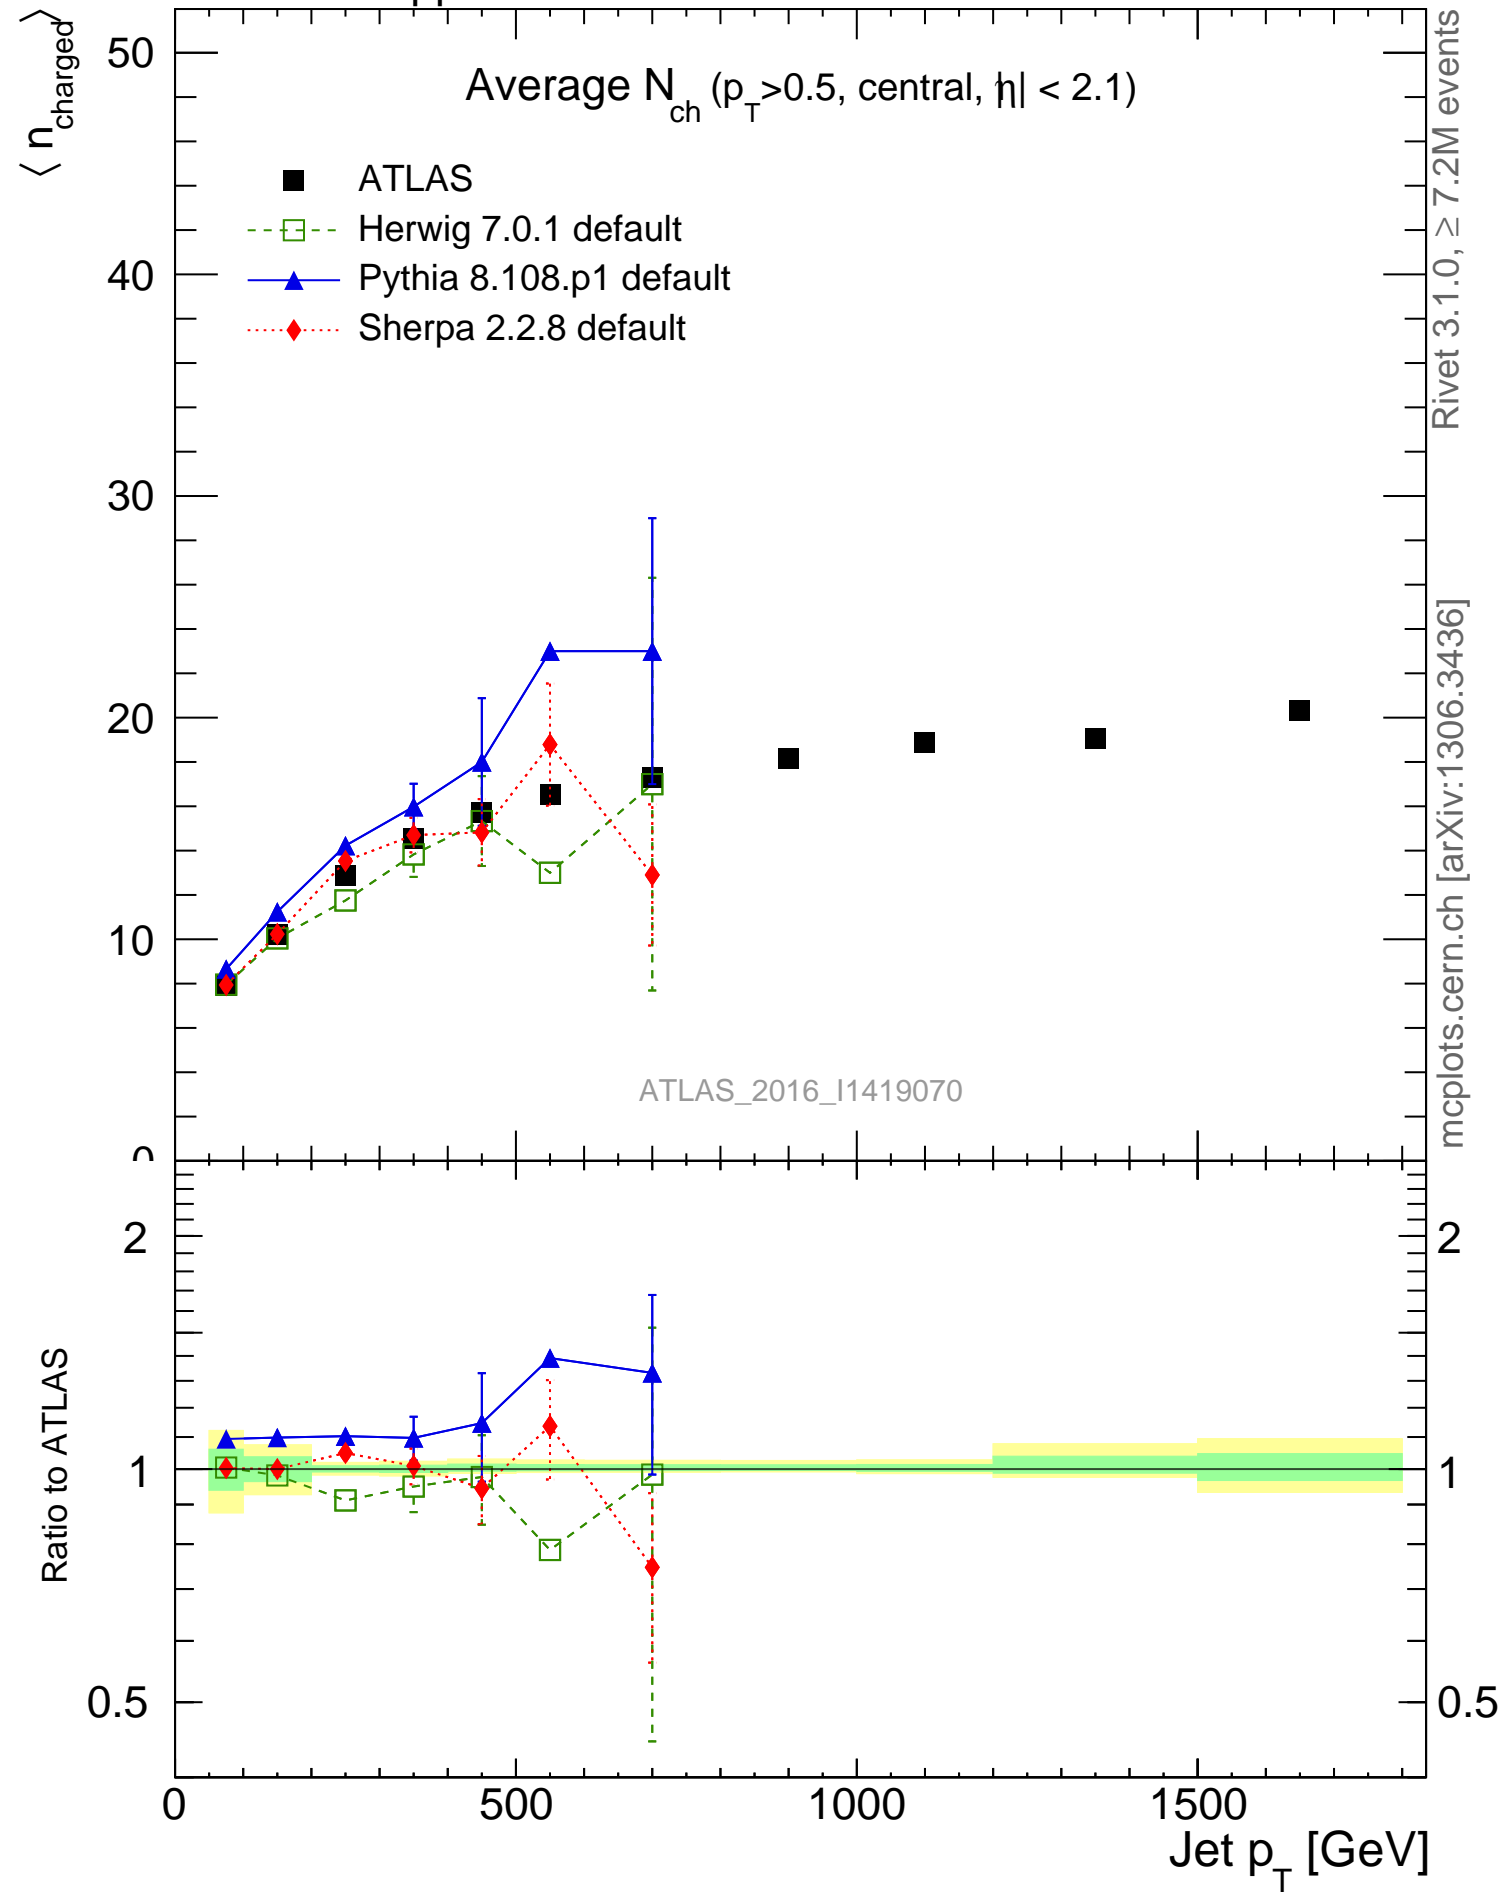 ⟨ n_charged ⟩
50
40
30
20
10
0
Average N_ch (p_T>0.5, central, |η| < 2.1)
ATLAS
Herwig 7.0.1 default
Pythia 8.108.p1 default
Sherpa 2.2.8 default
ATLAS_2016_I1419070
Rivet 3.1.0, ≥ 7.2M events
mcplots.cern.ch [arXiv:1306.3436]
Ratio to ATLAS
2
1
0.5
2
1
0.5
0
500
1000
1500
Jet p_T [GeV]